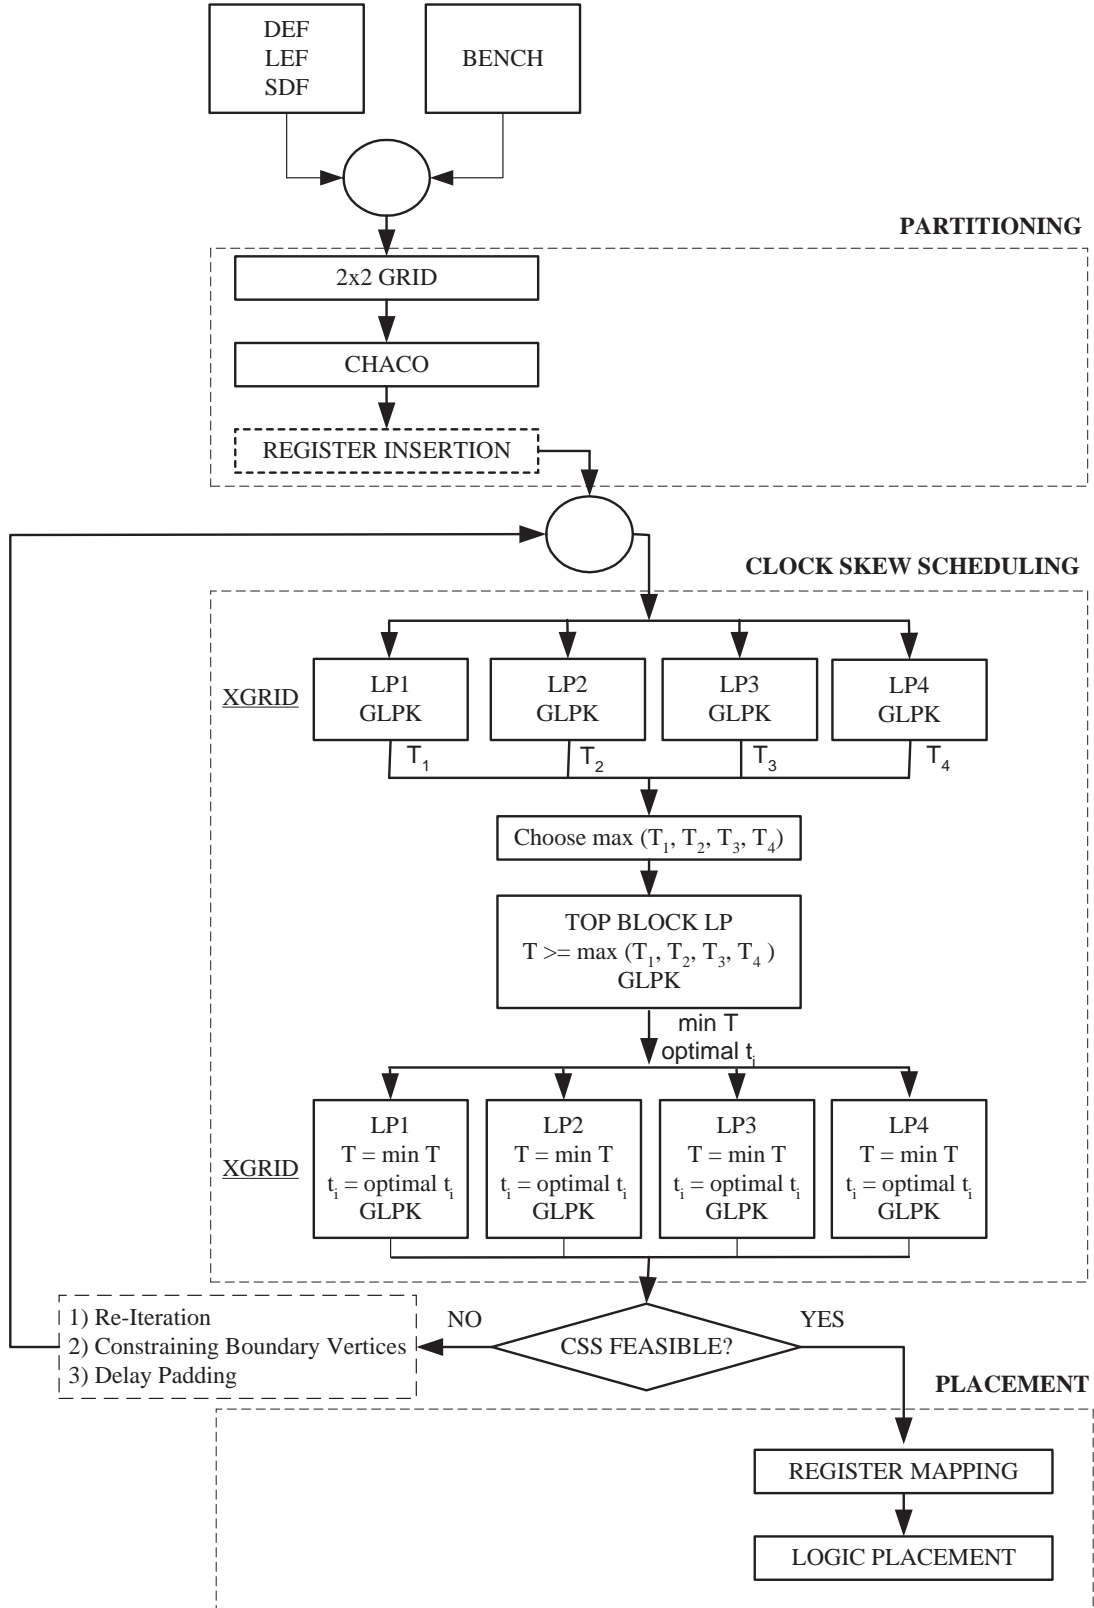 DEF
LEF
SDF
BENCH
PARTITIONING
2x2 GRID
CHACO
REGISTER INSERTION
CLOCK SKEW SCHEDULING
XGRID
LP1
GLPK
LP2
GLPK
LP3
GLPK
LP4
GLPK
T1
T2
T3
T4
Choose max (T1, T2, T3, T4)
TOP BLOCK LP
T >= max (T1, T2, T3, T4 )
GLPK
min T
optimal ti
XGRID
LP1
T = min T
ti = optimal ti
GLPK
LP2
T = min T
ti = optimal ti
GLPK
LP3
T = min T
ti = optimal ti
GLPK
LP4
T = min T
ti = optimal ti
GLPK
1) Re-Iteration
2) Constraining Boundary Vertices
3) Delay Padding
NO
CSS FEASIBLE?
YES
PLACEMENT
REGISTER MAPPING
LOGIC PLACEMENT